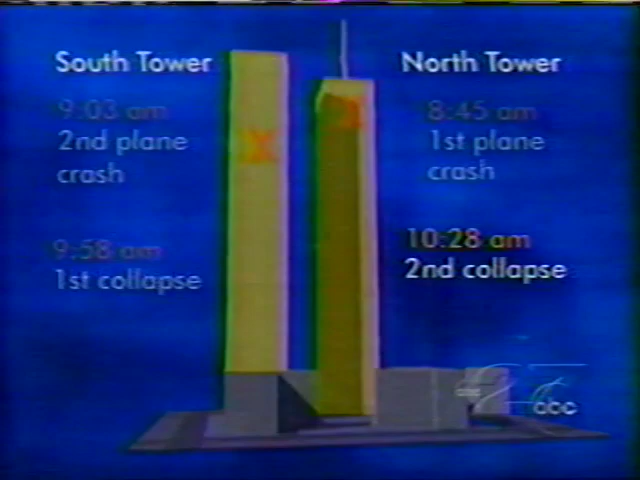 South Tower
9:03 am
2nd plane
crash
9:58 am
1st collapse
North Tower
8:45 am
1st plane
crash
10:28 am
2nd collapse
abc